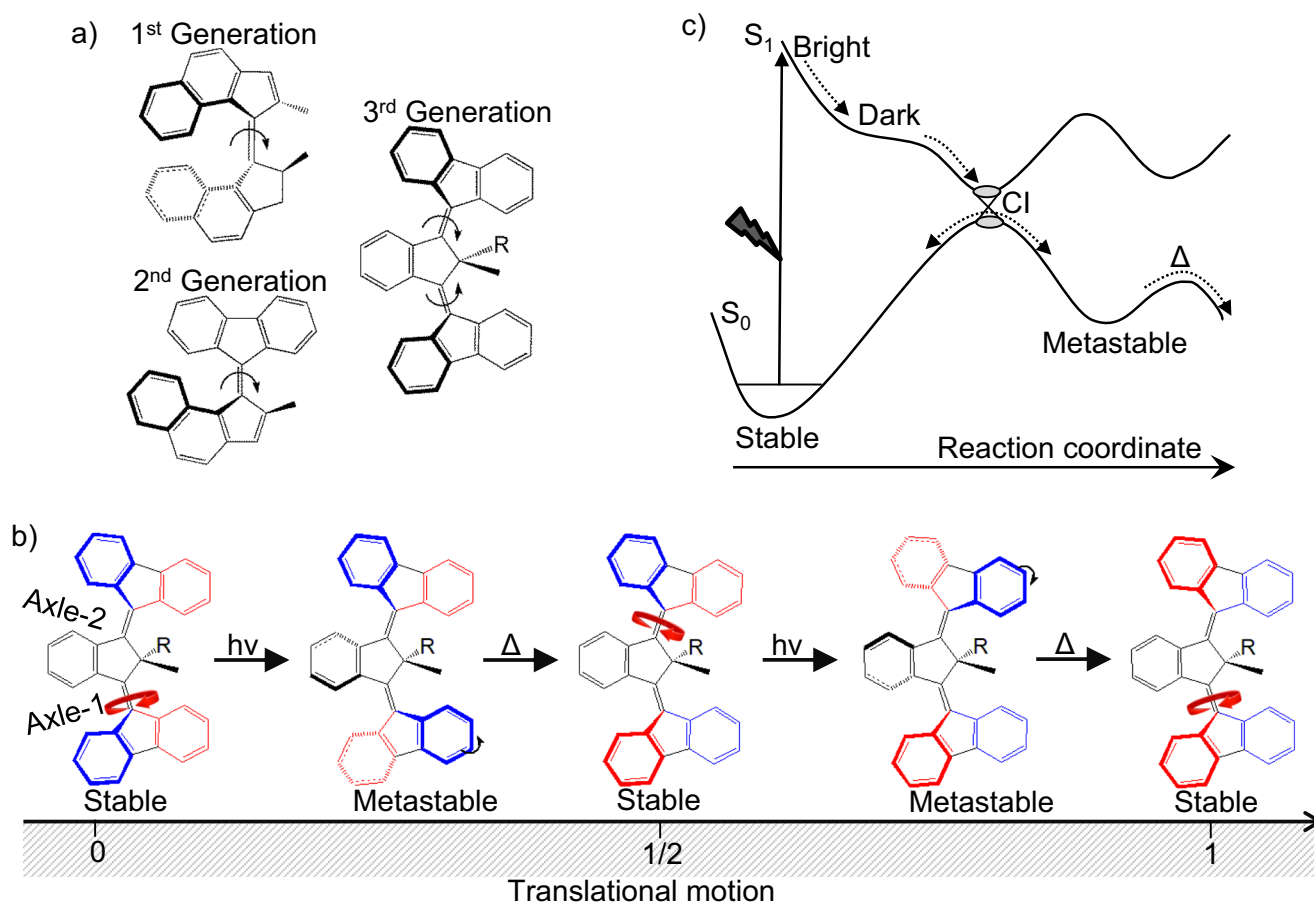 a)
1st Generation
3rd Generation
R
2nd Generation
c)
S1
Bright
Dark
CI
Δ
S0
Metastable
Stable
Reaction coordinate
b)
Axle-2
R
Axle-1
hν
R
Δ
R
hν
R
Δ
R
Stable
Metastable
Stable
Metastable
Stable
0
1/2
1
Translational motion